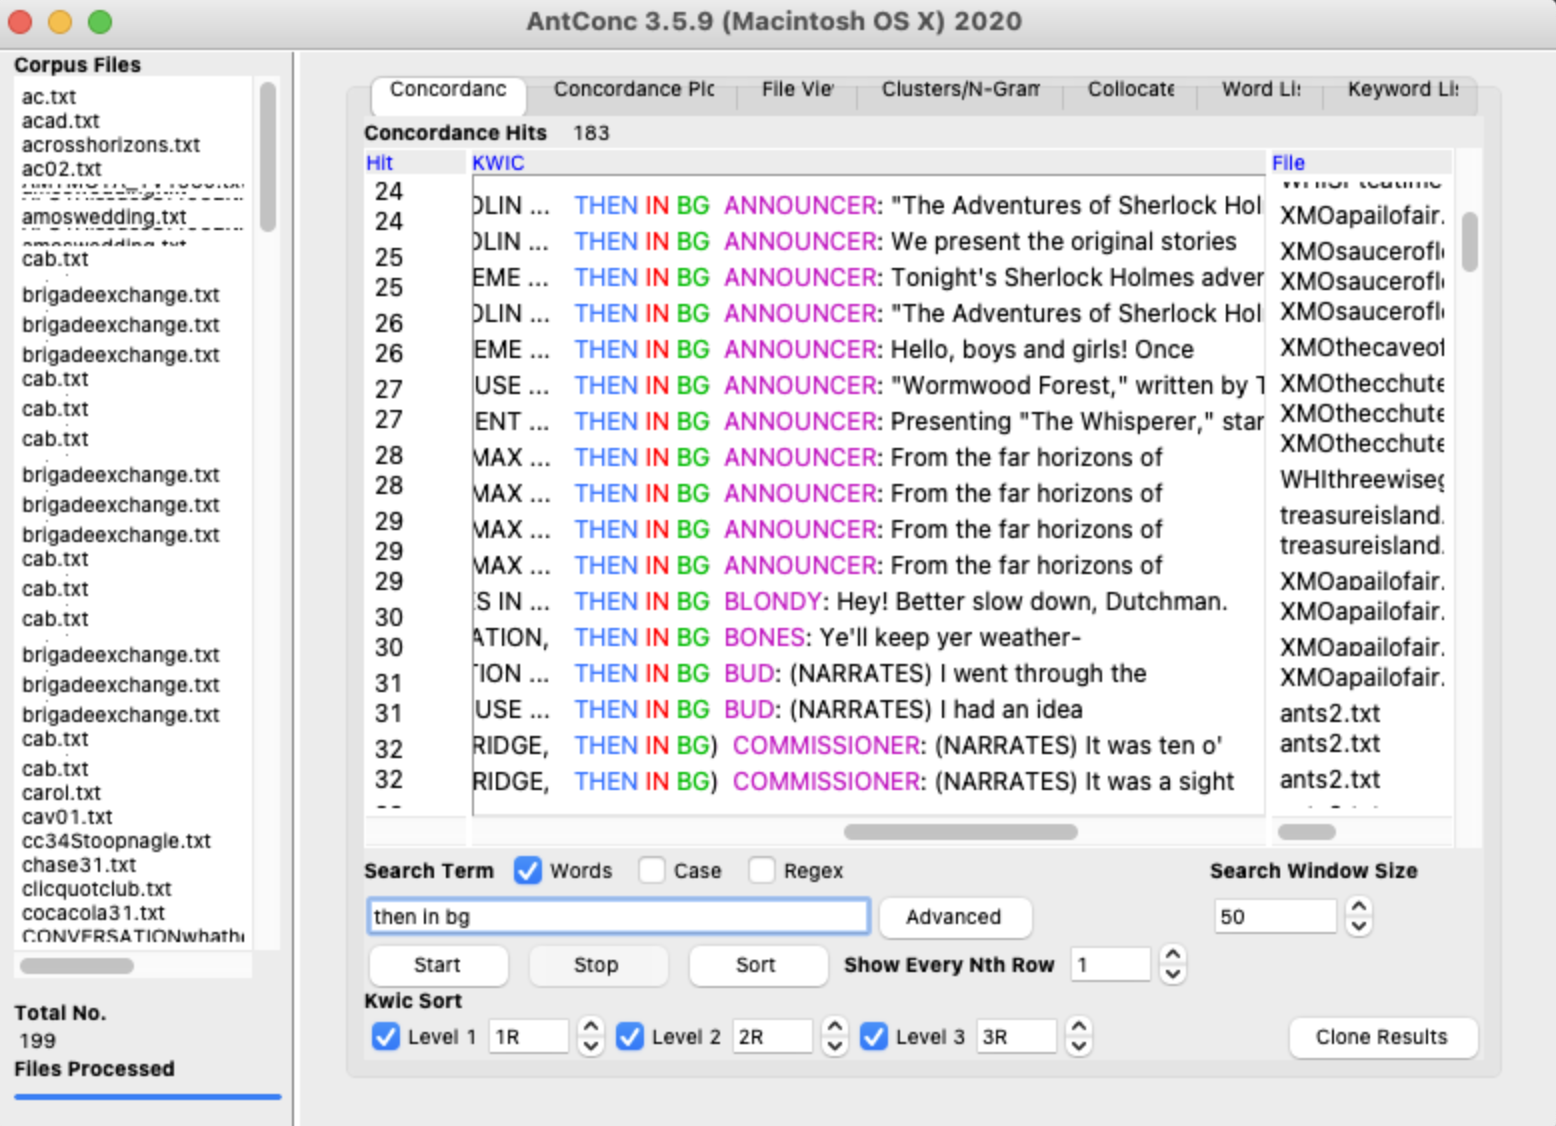 AntConc 3.5.9 (Macintosh OS X) 2020
Corpus Files
ac.txt
acad.txt
acrosshorizons.txt
ac02.txt
amoswedding.txt
amoswedding.txt
cab.txt
brigadeexchange.txt
brigadeexchange.txt
brigadeexchange.txt
cab.txt
cab.txt
cab.txt
brigadeexchange.txt
brigadeexchange.txt
brigadeexchange.txt
cab.txt
cab.txt
cab.txt
brigadeexchange.txt
brigadeexchange.txt
brigadeexchange.txt
cab.txt
cab.txt
carol.txt
cav01.txt
cc34Stoopnagle.txt
chase31.txt
clicquotclub.txt
cocacola31.txt
CONVERSATIONwhath
Total No.
199
Files Processed
Concordanc Concordance Plc File Vie Clusters/N-Gran Collocate Word Li Keyword Li
Concordance Hits 183
Hit
24
24
25
25
26
26
27
27
28
28
29
29
29
30
30
31
31
32
32
KWIC
OLIN ... THEN IN BG ANNOUNCER: "The Adventures of Sherlock Hol
OLIN ... THEN IN BG ANNOUNCER: We present the original stories
EME ... THEN IN BG ANNOUNCER: Tonight's Sherlock Holmes adver
OLIN ... THEN IN BG ANNOUNCER: "The Adventures of Sherlock Hol
EME ... THEN IN BG ANNOUNCER: Hello, boys and girls! Once
USE ... THEN IN BG ANNOUNCER: "Wormwood Forest," written by T
ENT ... THEN IN BG ANNOUNCER: Presenting "The Whisperer," star
MAX ... THEN IN BG ANNOUNCER: From the far horizons of
MAX ... THEN IN BG ANNOUNCER: From the far horizons of
MAX ... THEN IN BG ANNOUNCER: From the far horizons of
MAX ... THEN IN BG ANNOUNCER: From the far horizons of
S IN ... THEN IN BG BLONDY: Hey! Better slow down, Dutchman.
ATION, THEN IN BG BONES: Ye'll keep yer weather-
TION ... THEN IN BG BUD: (NARRATES) I went through the
USE ... THEN IN BG BUD: (NARRATES) I had an idea
RIDGE, THEN IN BG) COMMISSIONER: (NARRATES) It was ten o'
RIDGE, THEN IN BG) COMMISSIONER: (NARRATES) It was a sight
File
WHISPteatime
XMOapailofair.
XMOsaucerofl
XMOsaucerofl
XMOsaucerofl
XMOthecaveof
XMOthecchute
XMOthecchute
XMOthecchute
WHIthreewiseg
treasureisland.
treasureisland.
XMOapailofair.
XMOapailofair.
XMOapailofair.
XMOapailofair.
ants2.txt
ants2.txt
ants2.txt
Search Term Words Case Regex Search Window Size
then in bg Advanced 50
Start Stop Sort Show Every Nth Row 1
Kwic Sort
Level 1 1R Level 2 2R Level 3 3R Clone Results